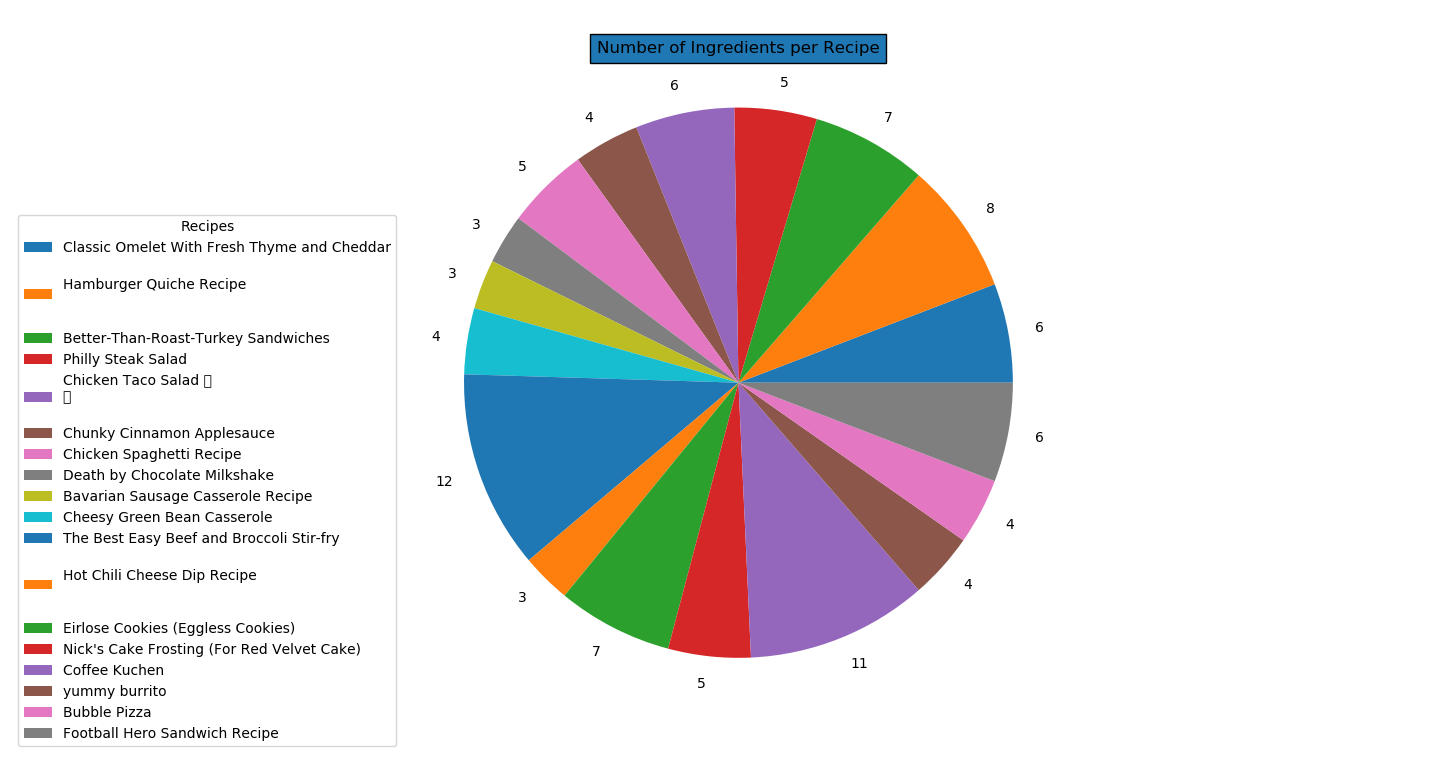 Number of Ingredients per Recipe
6
8
7
5
6
4
5
3
3
4
12
3
7
5
11
4
4
6
Recipes
Classic Omelet With Fresh Thyme and Cheddar
Hamburger Quiche Recipe
Better-Than-Roast-Turkey Sandwiches
Philly Steak Salad
Chicken Taco Salad
Chunky Cinnamon Applesauce
Chicken Spaghetti Recipe
Death by Chocolate Milkshake
Bavarian Sausage Casserole Recipe
Cheesy Green Bean Casserole
The Best Easy Beef and Broccoli Stir-fry
Hot Chili Cheese Dip Recipe
Eirlose Cookies (Eggless Cookies)
Nick's Cake Frosting (For Red Velvet Cake)
Coffee Kuchen
yummy burrito
Bubble Pizza
Football Hero Sandwich Recipe